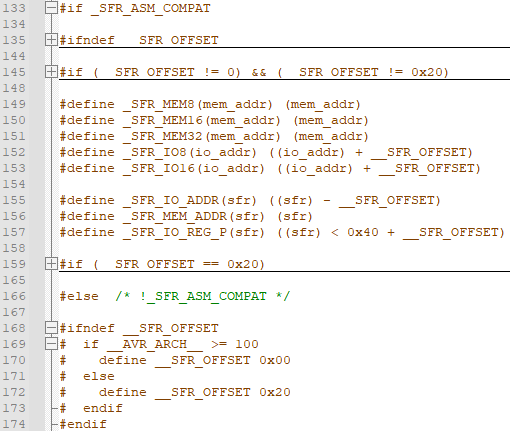 133 #if _SFR_ASM_COMPAT
134
135 #ifndef __SFR_OFFSET
144
145 #if (__SFR_OFFSET != 0) && (__SFR_OFFSET != 0x20)
148
149 #define _SFR_MEM8(mem_addr) (mem_addr)
150 #define _SFR_MEM16(mem_addr) (mem_addr)
151 #define _SFR_MEM32(mem_addr) (mem_addr)
152 #define _SFR_IO8(io_addr) ((io_addr) + __SFR_OFFSET)
153 #define _SFR_IO16(io_addr) ((io_addr) + __SFR_OFFSET)
154
155 #define _SFR_IO_ADDR(sfr) ((sfr) - __SFR_OFFSET)
156 #define _SFR_MEM_ADDR(sfr) (sfr)
157 #define _SFR_IO_REG_P(sfr) ((sfr) < 0x40 + __SFR_OFFSET)
158
159 #if (__SFR_OFFSET == 0x20)
165
166 #else  /* !_SFR_ASM_COMPAT */
167
168 #ifndef __SFR_OFFSET
169 #  if __AVR_ARCH__ >= 100
170 #    define __SFR_OFFSET 0x00
171 #  else
172 #    define __SFR_OFFSET 0x20
173 #  endif
174 #endif